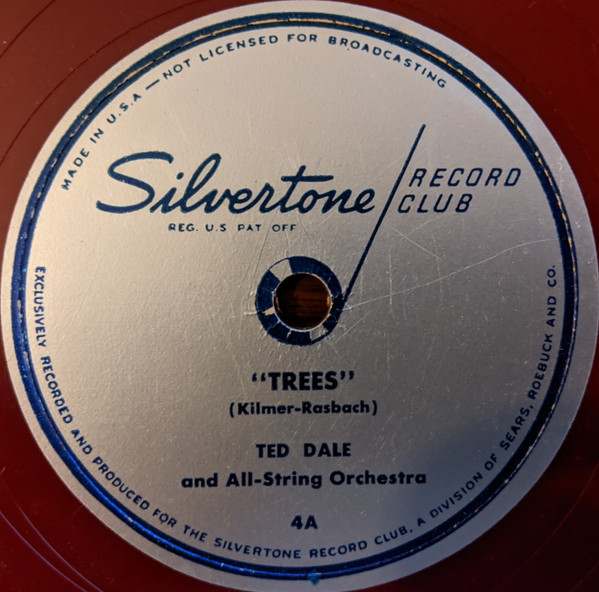 MADE IN U.S.A — NOT LICENSED FOR BROADCASTING
Silvertone RECORD
CLUB
REG. U.S PAT OFF
"TREES"
(Kilmer-Rasbach)
TED DALE
and All-String Orchestra
4A
EXCLUSIVELY RECORDED AND PRODUCED FOR THE SILVERTONE RECORD CLUB, A DIVISION OF SEARS, ROEBUCK AND CO.